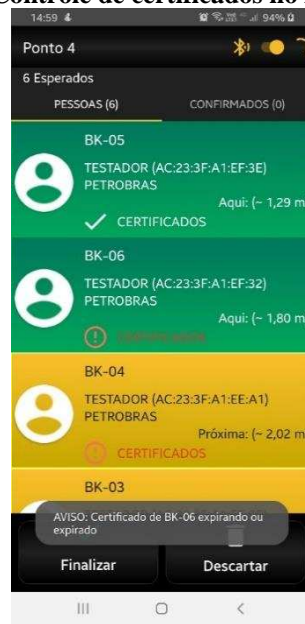 Controle de certificados no
14:59
94%
Ponto 4
6 Esperados
PESSOAS (6) CONFIRMADOS (0)
BK-05
TESTADOR (AC:23:3F:A1:EF:3E)
PETROBRAS
Aqui: (~ 1,29 m
CERTIFICADOS
BK-06
TESTADOR (AC:23:3F:A1:EF:32)
PETROBRAS
Aqui: (~ 1,80 m
CERTIFICADOS
BK-04
TESTADOR (AC:23:3F:A1:EE:A1)
PETROBRAS
Próxima: (~ 2,02 m
CERTIFICADOS
BK-03
AVISO: Certificado de BK-06 expirando ou
expirado
Finalizar Descartar